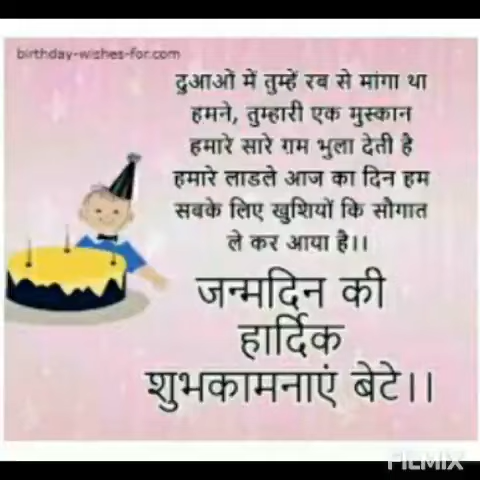 birthday-wishes-for.com
दुआओं में तुम्हें रब से मांगा था
हमने, तुम्हारी एक मुस्कान
हमारे सारे ग़म भुला देती है
हमारे लाडले आज का दिन हम
सबके लिए खुशियों कि सौगात
ले कर आया है।।
जन्मदिन की
हार्दिक
शुभकामनाएं बेटे।।
FILMIX